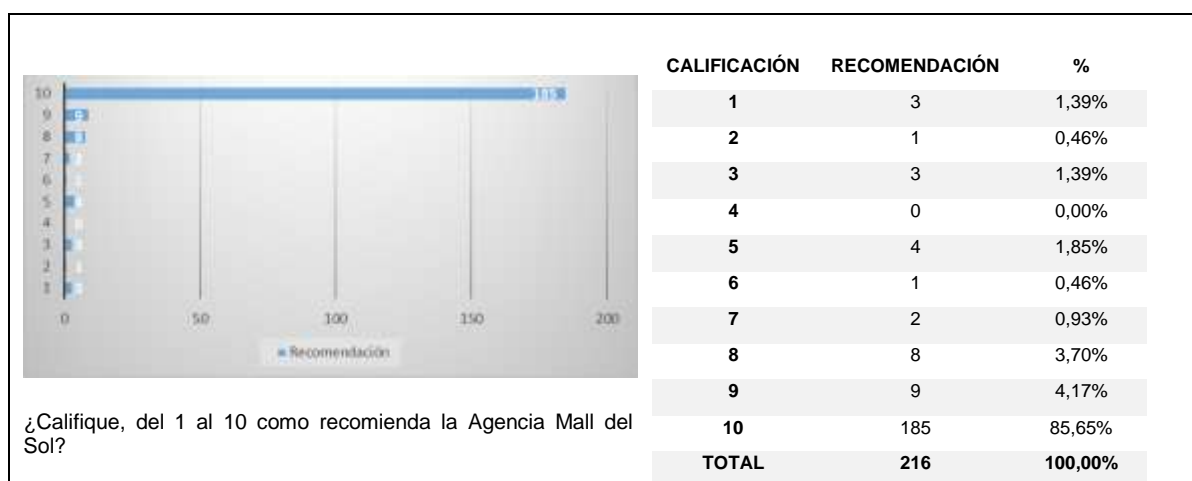 10
185
9
9
8
8
7
6
5
4
3
2
1
0
50
100
150
200
Recomendación
¿Califique, del 1 al 10 como recomienda la Agencia Mall del
Sol?
CALIFICACIÓN RECOMENDACIÓN %
1 3 1,39%
2 1 0,46%
3 3 1,39%
4 0 0,00%
5 4 1,85%
6 1 0,46%
7 2 0,93%
8 8 3,70%
9 9 4,17%
10 185 85,65%
TOTAL 216 100,00%